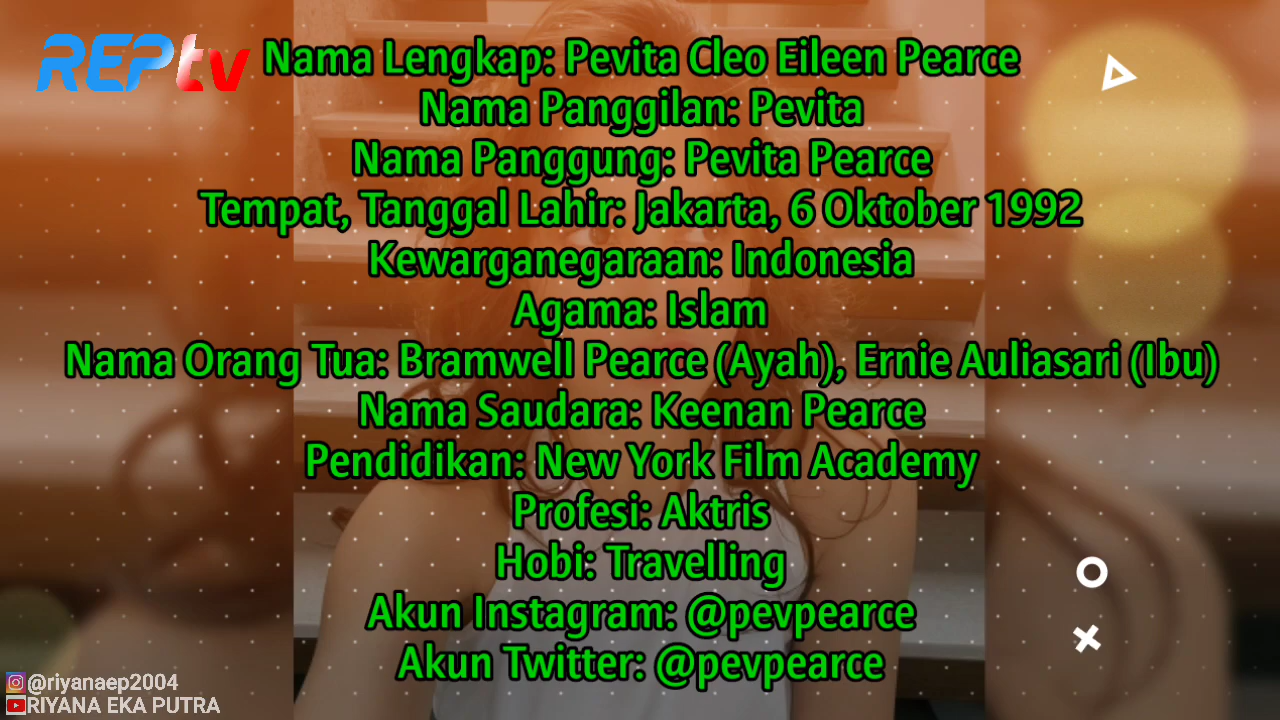 REPtv
Nama Lengkap: Pevita Cleo Eileen Pearce
Nama Panggilan: Pevita
Nama Panggung: Pevita Pearce
Tempat, Tanggal Lahir: Jakarta, 6 Oktober 1992
Kewarganegaraan: Indonesia
Agama: Islam
Nama Orang Tua: Bramwell Pearce (Ayah), Ernie Auliasari (Ibu)
Nama Saudara: Keenan Pearce
Pendidikan: New York Film Academy
Profesi: Aktris
Hobi: Travelling
Akun Instagram: @pevpearce
Akun Twitter: @pevpearce
@riyanaep2004
RIYANA EKA PUTRA